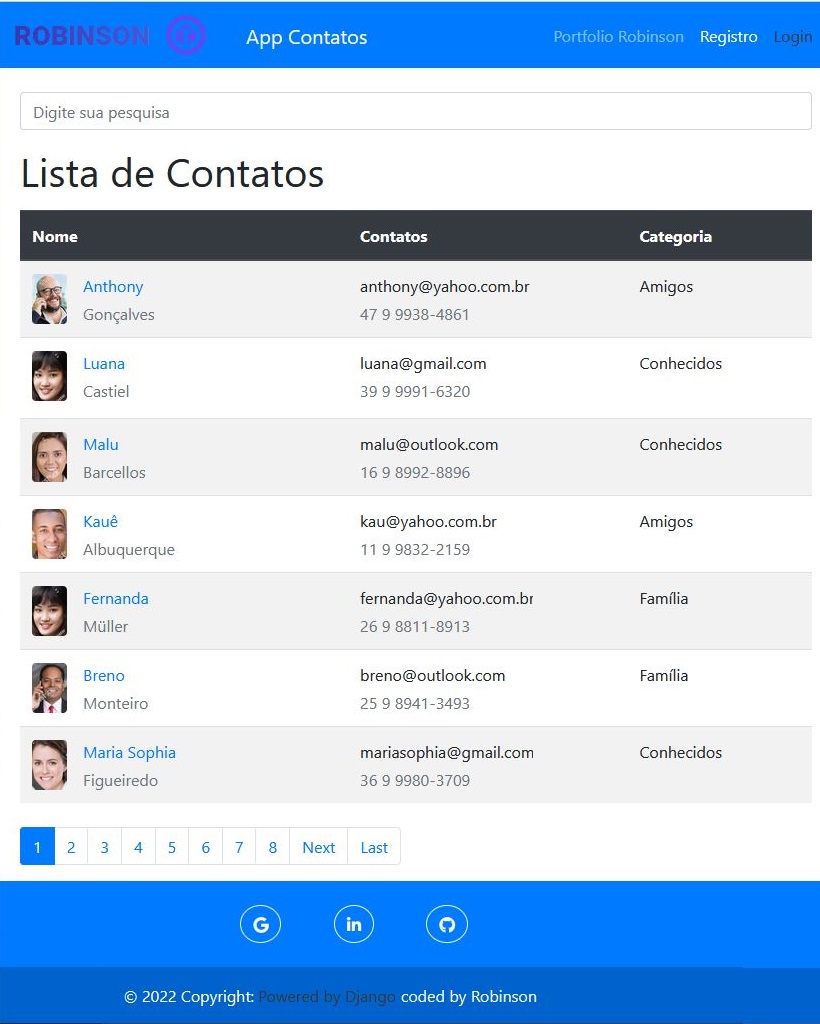 ROBINSON App Contatos Portfolio Robinson Registro Login
Digite sua pesquisa
Lista de Contatos
Nome Contatos Categoria
Anthony anthony@yahoo.com.br Amigos
Gonçalves 47 9 9938-4861
Luana luana@gmail.com Conhecidos
Castiel 39 9 9991-6320
Malu malu@outlook.com Conhecidos
Barcellos 16 9 8992-8896
Kauê kau@yahoo.com.br Amigos
Albuquerque 11 9 9832-2159
Fernanda fernanda@yahoo.com.br Família
Müller 26 9 8811-8913
Breno breno@outlook.com Família
Monteiro 25 9 8941-3493
Maria Sophia mariasophia@gmail.com Conhecidos
Figueiredo 36 9 9980-3709
1 2 3 4 5 6 7 8 Next Last
G in
© 2022 Copyright: Powered by Django coded by Robinson